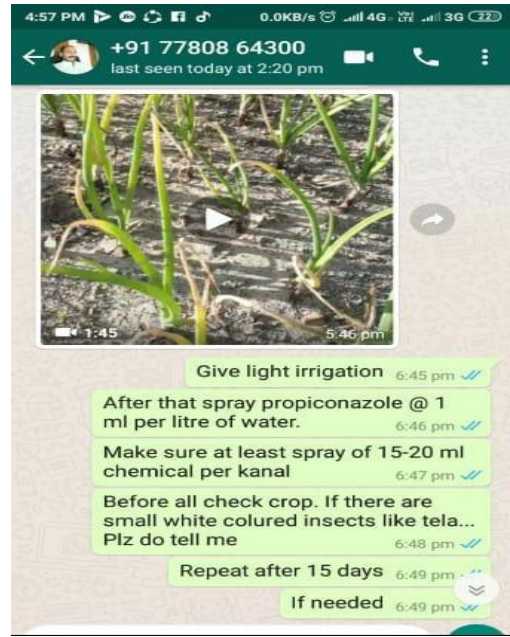 4:57 PM 0.0KB/s 4G VoLTE 3G 22
+91 77808 64300
last seen today at 2:20 pm
1:45 5:46 pm
Give light irrigation 6:45 pm
After that spray propiconazole @ 1
ml per litre of water. 6:46 pm
Make sure at least spray of 15-20 ml
chemical per kanal 6:47 pm
Before all check crop. If there are
small white colured insects like tela...
Plz do tell me 6:48 pm
Repeat after 15 days 6:49 pm
If needed 6:49 pm